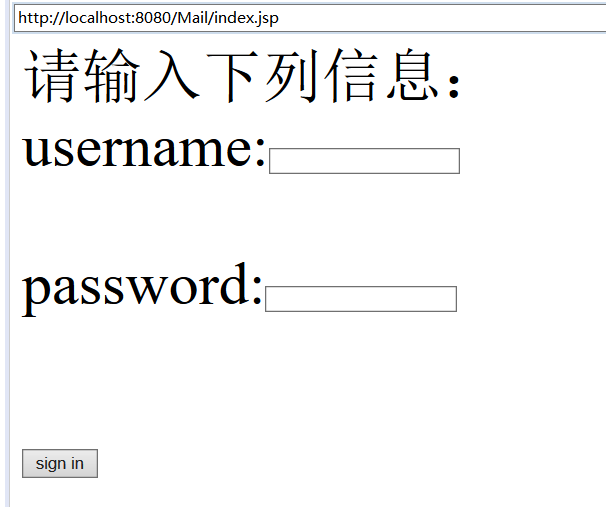 http://localhost:8080/Mail/index.jsp
请输入下列信息：
username:
password:
sign in